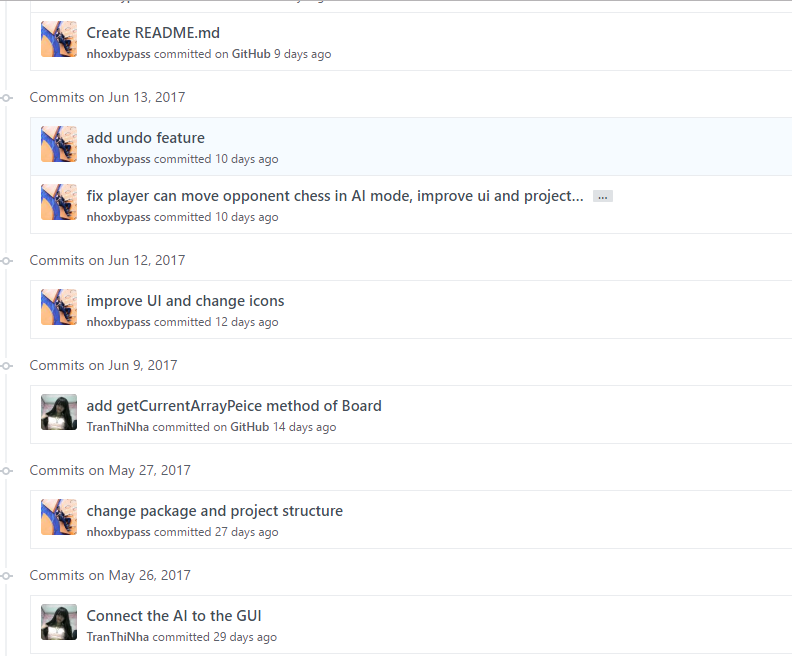 Create README.md
nhoxbypass committed on GitHub 9 days ago
Commits on Jun 13, 2017
add undo feature
nhoxbypass committed 10 days ago
fix player can move opponent chess in AI mode, improve ui and project... …
nhoxbypass committed 10 days ago
Commits on Jun 12, 2017
improve UI and change icons
nhoxbypass committed 12 days ago
Commits on Jun 9, 2017
add getCurrentArrayPeice method of Board
TranThiNha committed on GitHub 14 days ago
Commits on May 27, 2017
change package and project structure
nhoxbypass committed 27 days ago
Commits on May 26, 2017
Connect the AI to the GUI
TranThiNha committed 29 days ago